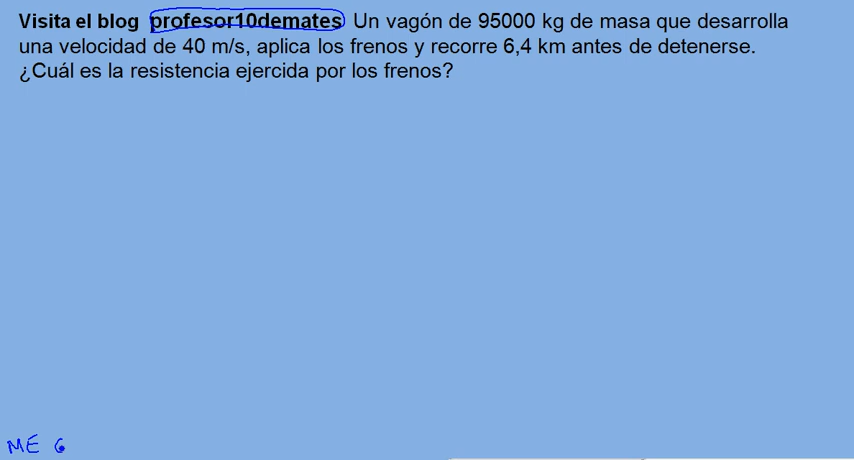 Visita el blog profesor10demates Un vagón de 95000 kg de masa que desarrolla
una velocidad de 40 m/s, aplica los frenos y recorre 6,4 km antes de detenerse.
¿Cuál es la resistencia ejercida por los frenos?
ME 6